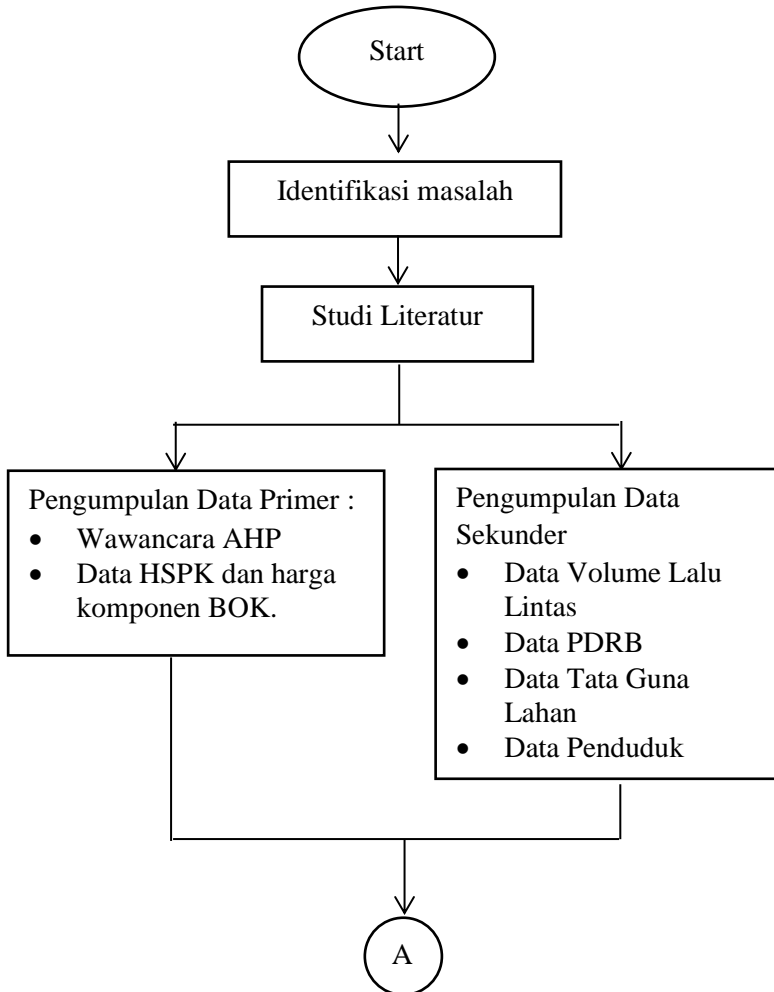 Start
Identifikasi masalah
Studi Literatur
Pengumpulan Data Primer :
• Wawancara AHP
• Data HSPK dan harga
komponen BOK.
Pengumpulan Data
Sekunder
• Data Volume Lalu
Lintas
• Data PDRB
• Data Tata Guna
Lahan
• Data Penduduk
A